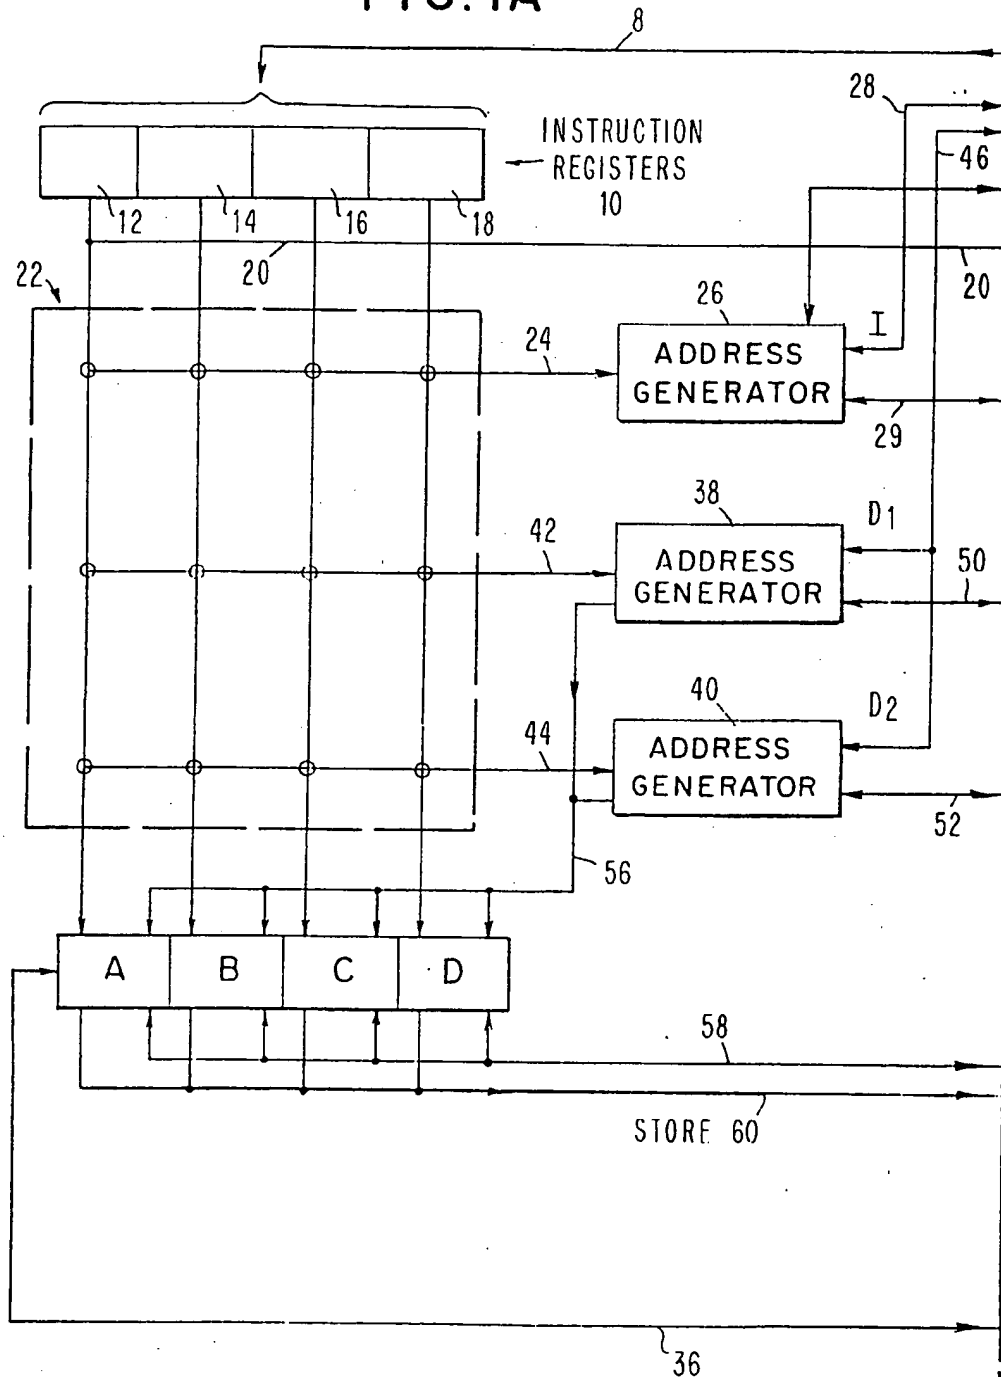 FIG. 1A
8
28
46
INSTRUCTION
REGISTERS
10
12
14
16
18
20
20
22
26
24
I
ADDRESS
GENERATOR
29
38
42
D1
ADDRESS
GENERATOR
50
40
44
D2
ADDRESS
GENERATOR
52
56
A
B
C
D
58
STORE 60
36